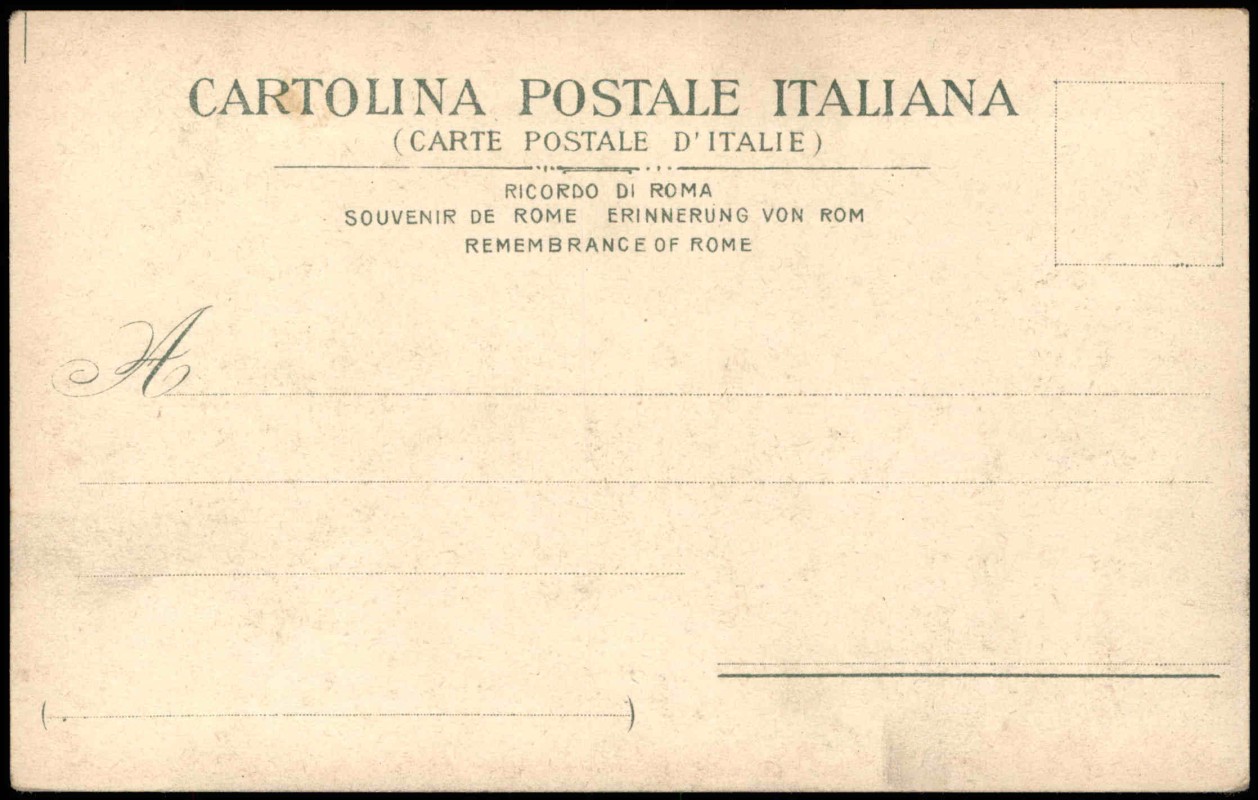 CARTOLINA POSTALE ITALIANA
(CARTE POSTALE D'ITALIE)
RICORDO DI ROMA
SOUVENIR DE ROME ERINNERUNG VON ROM
REMEMBRANCE OF ROME
A
( )